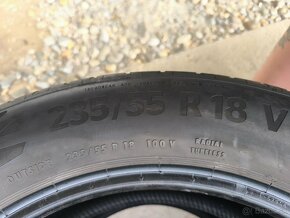 235/55 R 18 V
OUTSIDE 235/55 R 18 100 V RADIAL
TUBELESS